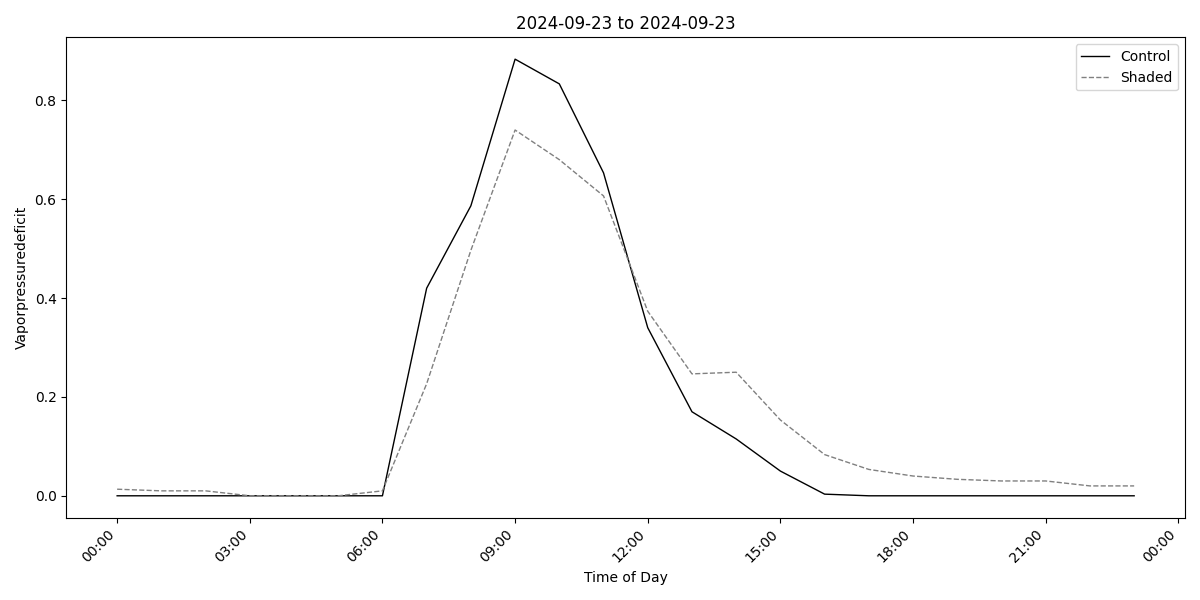 2024-09-23 to 2024-09-23
Control
Shaded
Vaporpressuredeficit
0.8
0.6
0.4
0.2
0.0
00:00
03:00
06:00
09:00
12:00
15:00
18:00
21:00
00:00
Time of Day